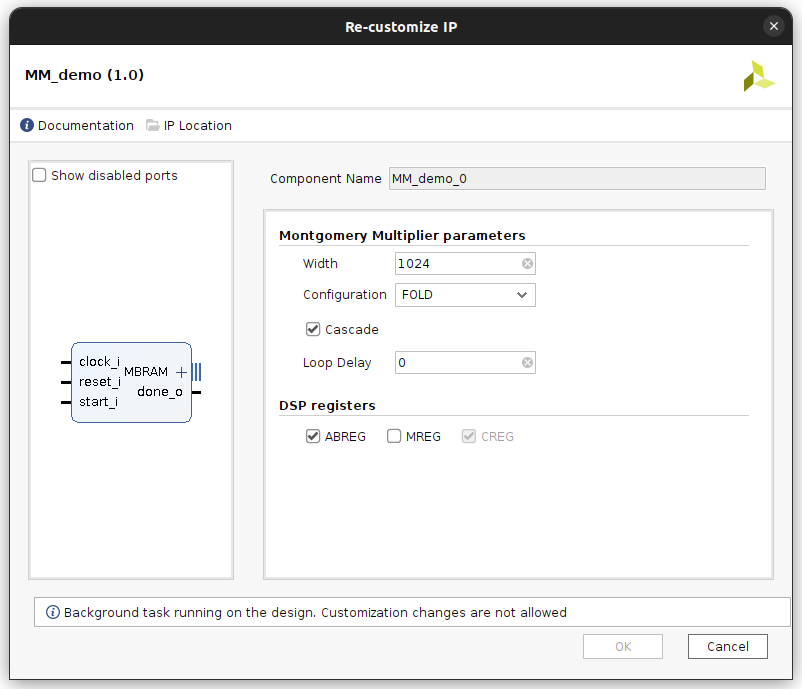 Re-customize IP
MM_demo (1.0)
Documentation IP Location
Show disabled ports
clock_i
reset_i
start_i
MBRAM
done_o
Component Name MM_demo_0
Montgomery Multiplier parameters
Width 1024
Configuration FOLD
Cascade
Loop Delay 0
DSP registers
ABREG MREG CREG
Background task running on the design. Customization changes are not allowed
OK Cancel